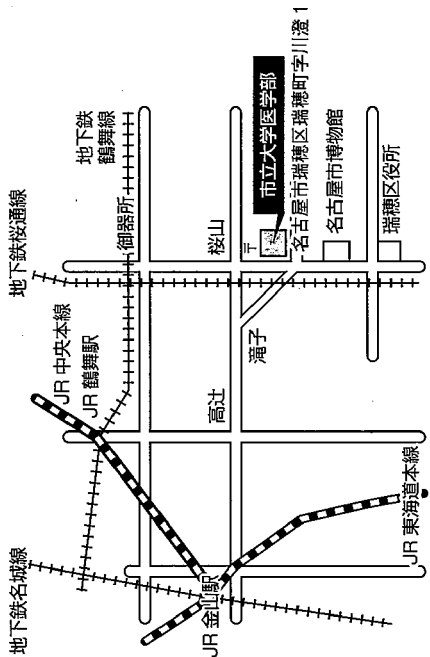 地下鉄桜通線
地下鉄
鶴舞線
御器所
JR 中央本線
JR 鶴舞駅
地下鉄名城線
桜山
〒
市立大学医学部
名古屋市瑞穂区瑞穂町字川澄 1
名古屋市博物館
瑞穂区役所
滝子
高辻
JR 金山駅
JR 東海道本線